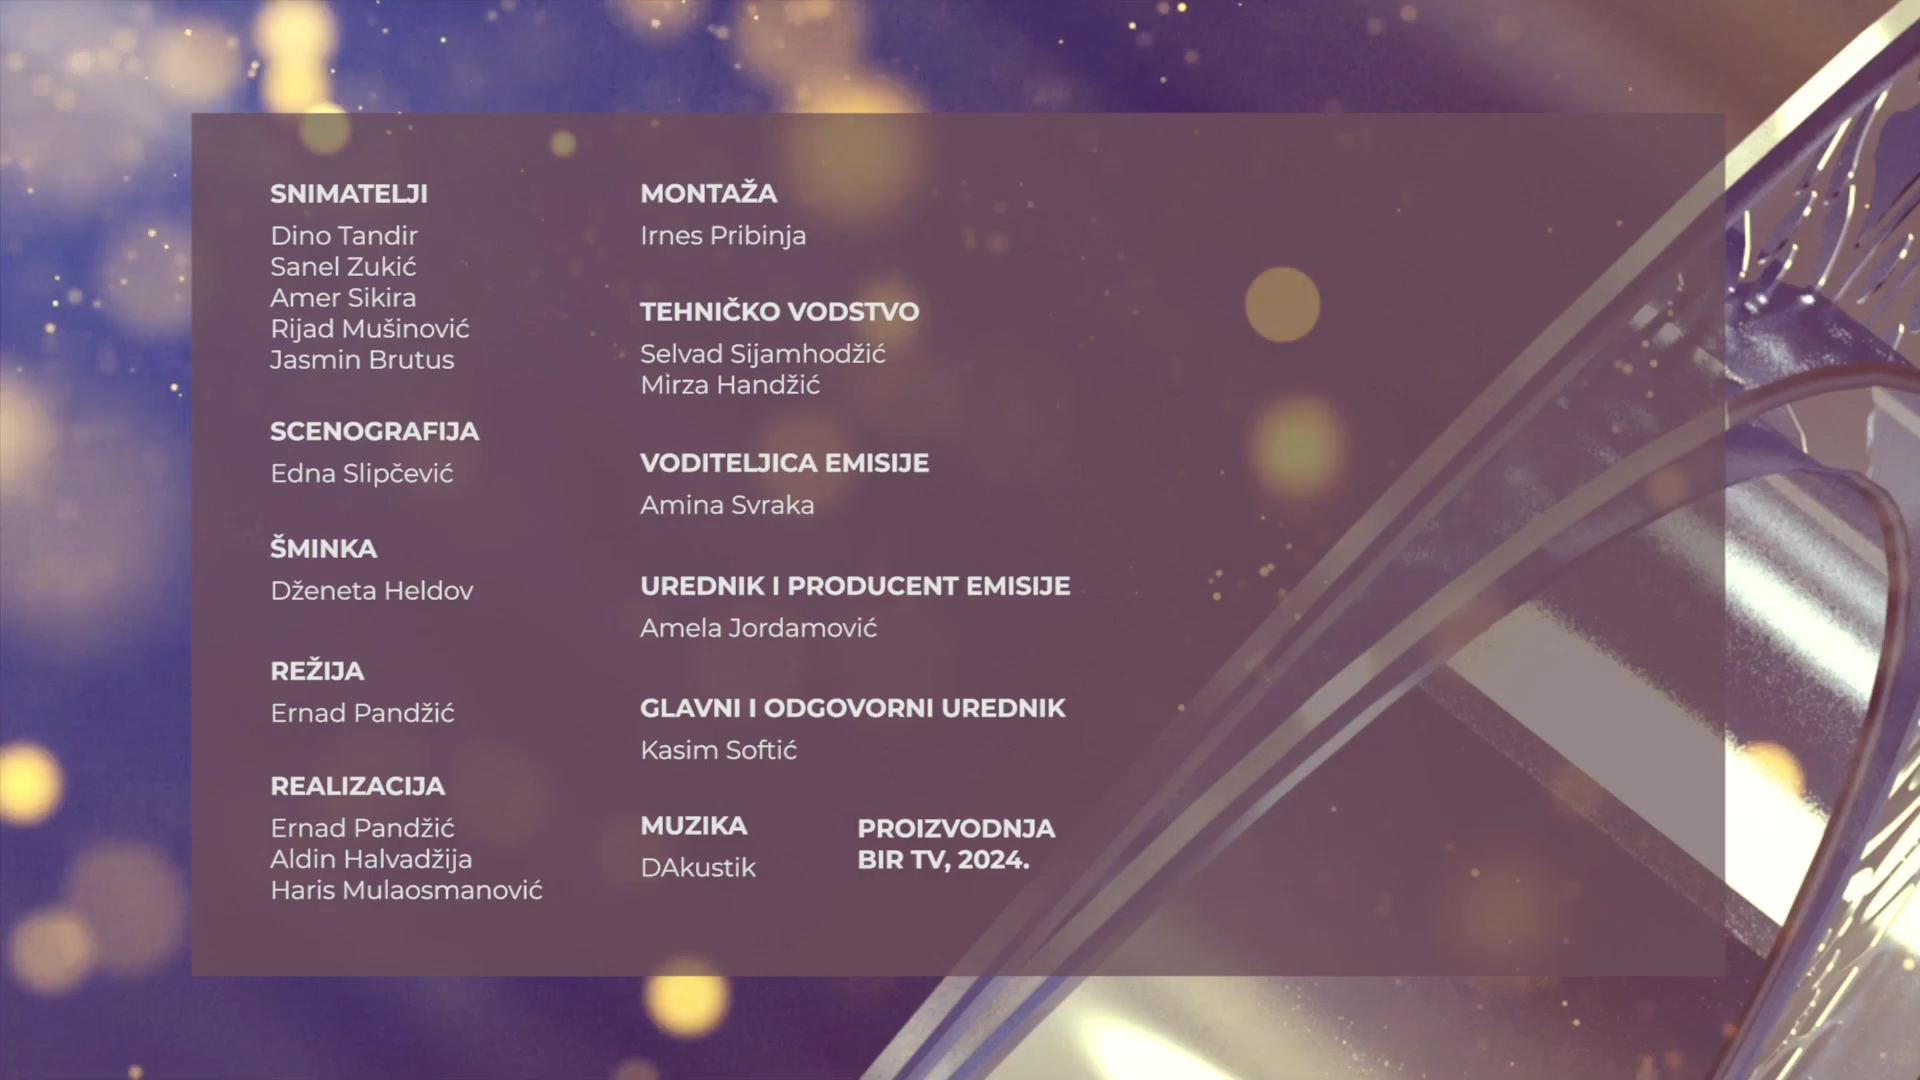 SNIMATELJI
Dino Tandir
Sanel Zukić
Amer Sikira
Rijad Mušinović
Jasmin Brutus
SCENOGRAFIJA
Edna Slipčević
ŠMINKA
Dženeta Heldov
REŽIJA
Ernad Pandžić
REALIZACIJA
Ernad Pandžić
Aldin Halvadžija
Haris Mulaosmanović
MONTAŽA
Irnes Pribinja
TEHNIČKO VODSTVO
Selvad Sijamhodžić
Mirza Handžić
VODITELJICA EMISIJE
Amina Svraka
UREDNIK I PRODUCENT EMISIJE
Amela Jordamović
GLAVNI I ODGOVORNI UREDNIK
Kasim Softić
MUZIKA
DAkustik
PROIZVODNJA
BIR TV, 2024.